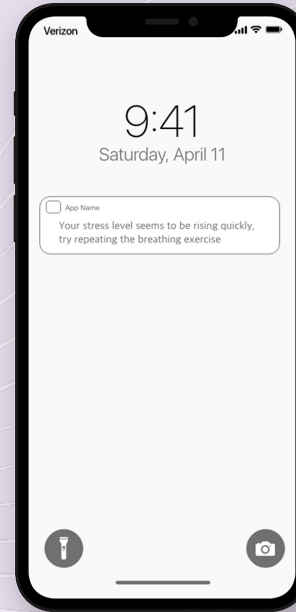 Verizon
9:41
Saturday, April 11
App Name
Your stress level seems to be rising quickly,
try repeating the breathing exercise